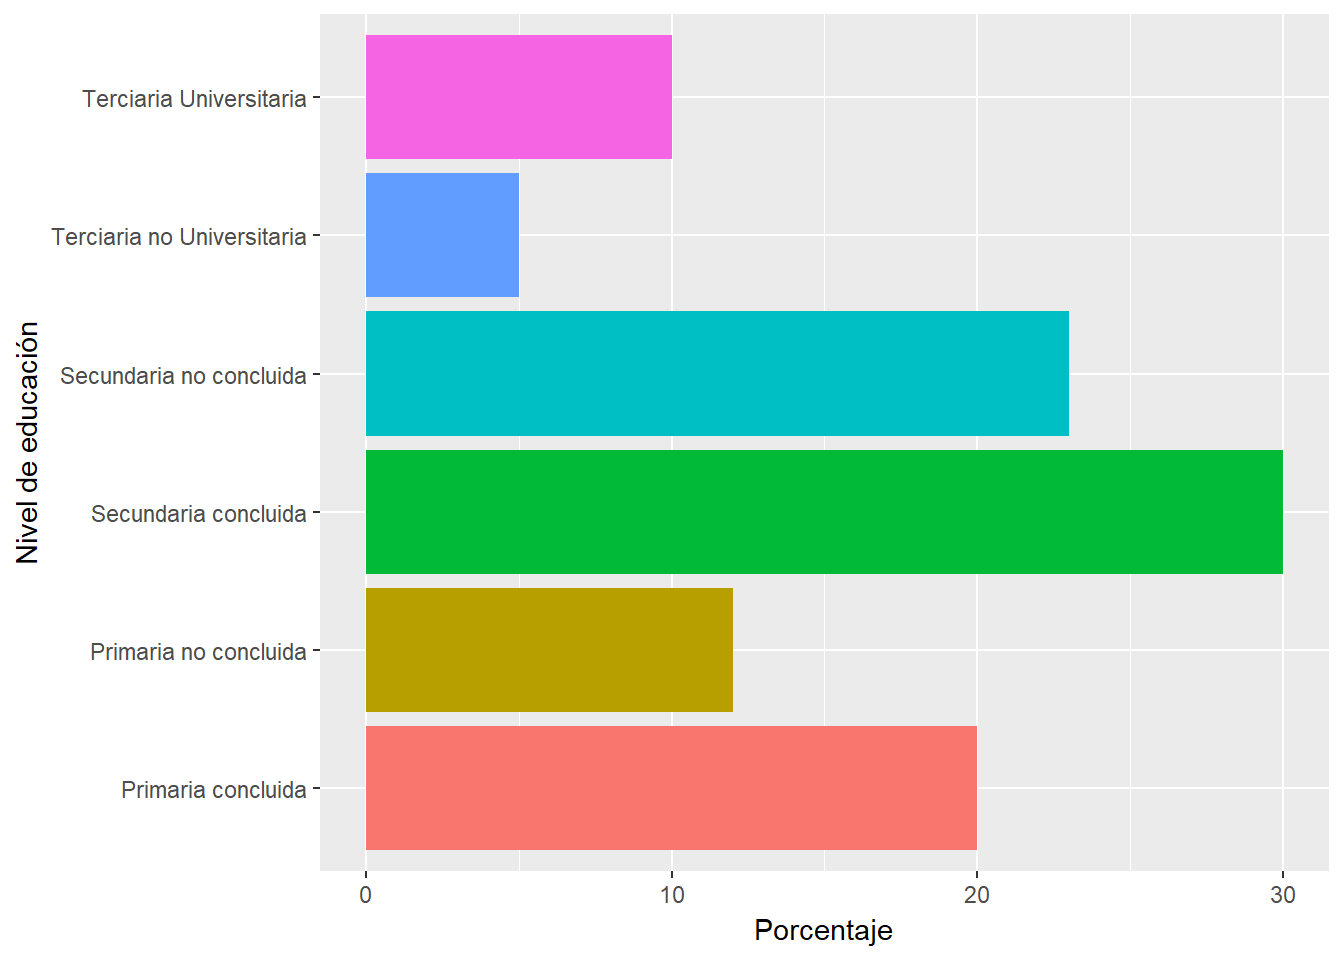 Terciaria Universitaria
Terciaria no Universitaria
Secundaria no concluida
Secundaria concluida
Primaria no concluida
Primaria concluida
Nivel de educación
0 10 20 30
Porcentaje